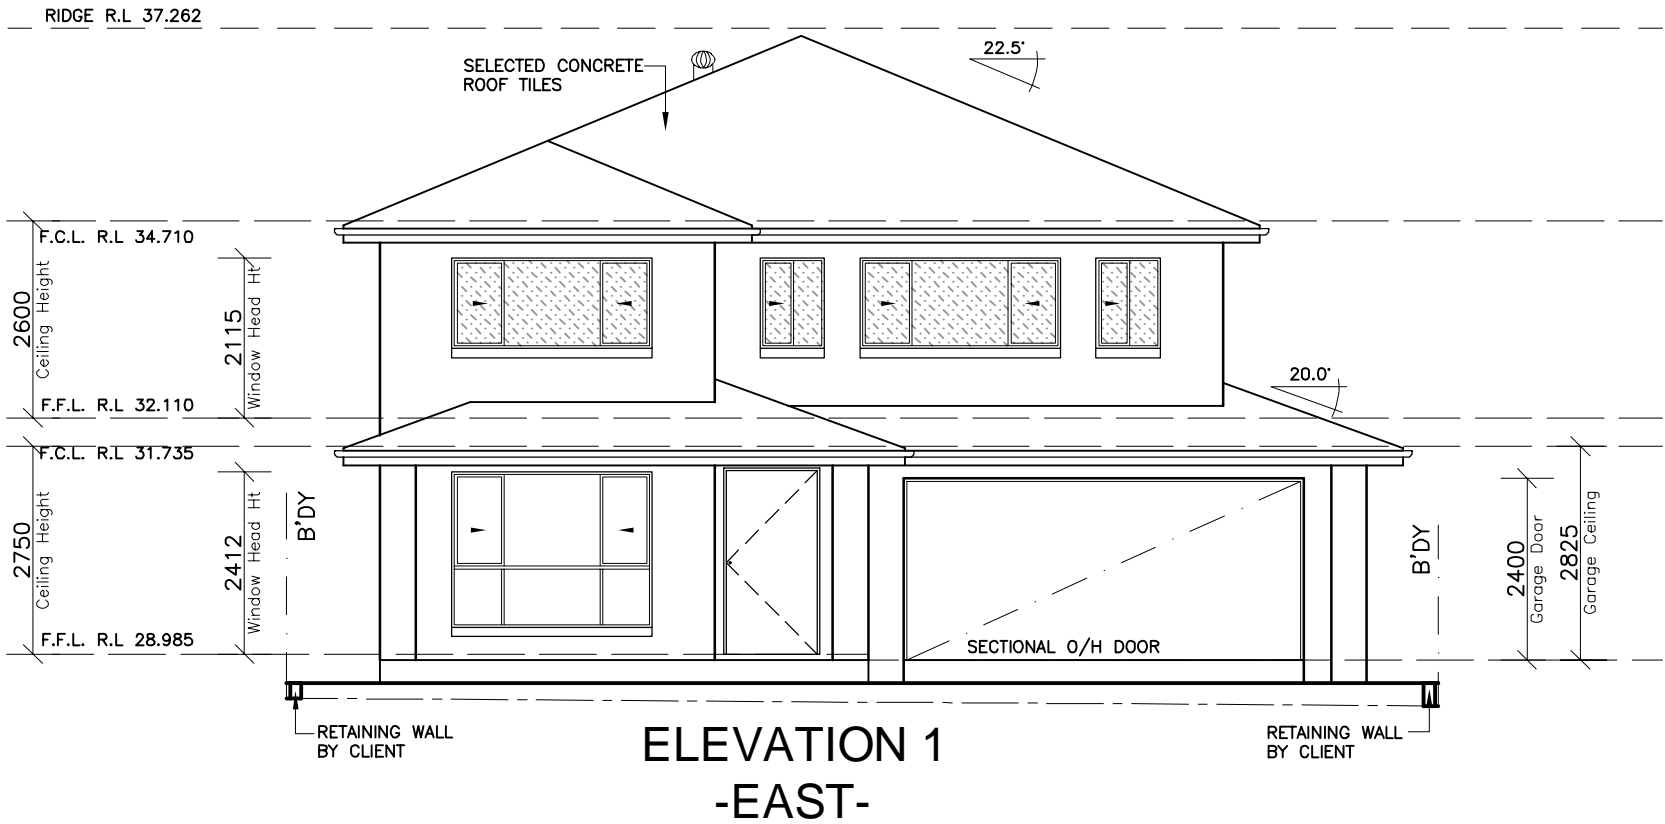 RIDGE R.L 37.262
22.5°
SELECTED CONCRETE
ROOF TILES
F.C.L. R.L 34.710
2600
Ceiling Height
2115
Window Head Ht
20.0°
F.F.L. R.L 32.110
F.C.L. R.L 31.735
2750
Ceiling Height
2412
Window Head Ht
B'DY
B'DY
2400
Garage Door
2825
Garage Ceiling
F.F.L. R.L 28.985
SECTIONAL O/H DOOR
RETAINING WALL
BY CLIENT
RETAINING WALL
BY CLIENT
ELEVATION 1
-EAST-